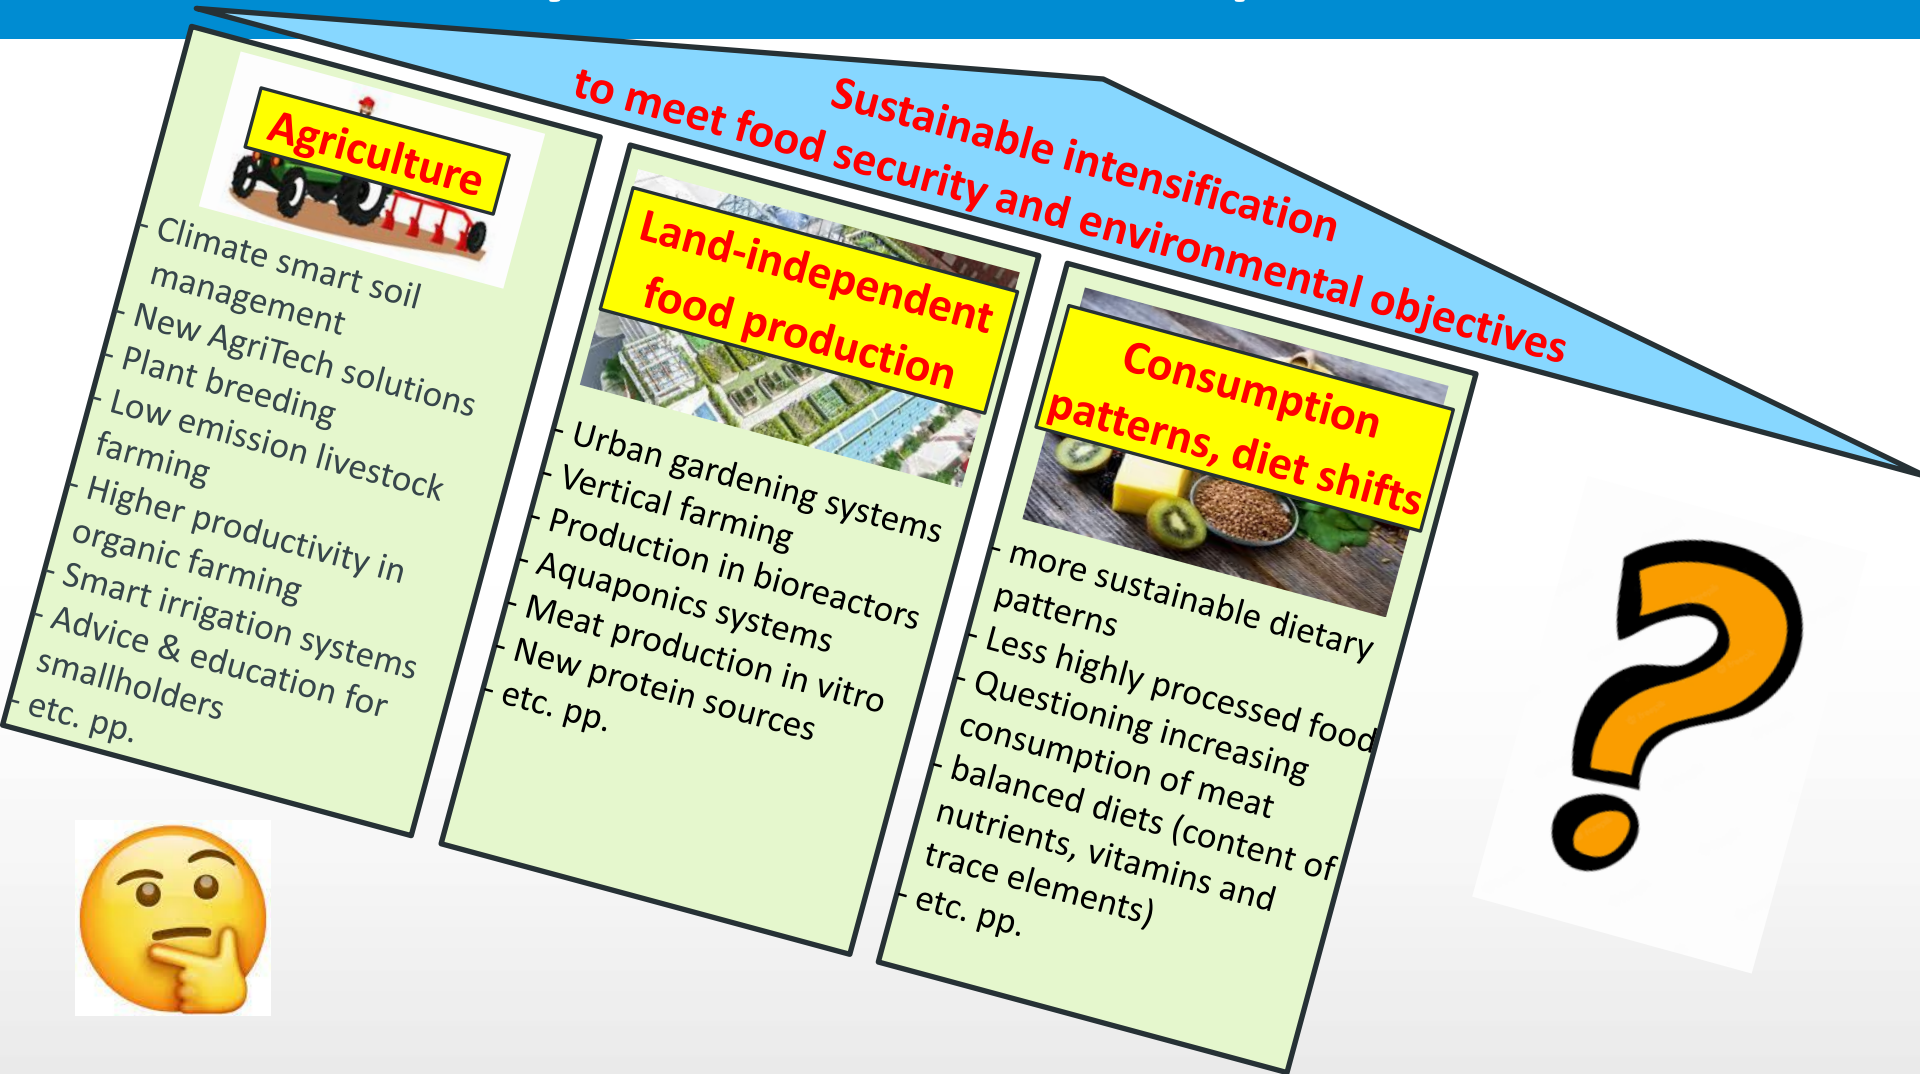 Sustainable intensification
to meet food security and environmental objectives
Agriculture
- Climate smart soil
management
- New AgriTech solutions
- Plant breeding
- Low emission livestock
farming
- Higher productivity in
organic farming
- Smart irrigation systems
- Advice & education for
smallholders
- etc. pp.
Land-independent
food production
- Urban gardening systems
- Vertical farming
- Production in bioreactors
- Aquaponics systems
- Meat production in vitro
- New protein sources
- etc. pp.
Consumption
patterns, diet shifts
- more sustainable dietary
patterns
- Less highly processed food
- Questioning increasing
consumption of meat
- balanced diets (content of
nutrients, vitamins and
trace elements)
- etc. pp.
?